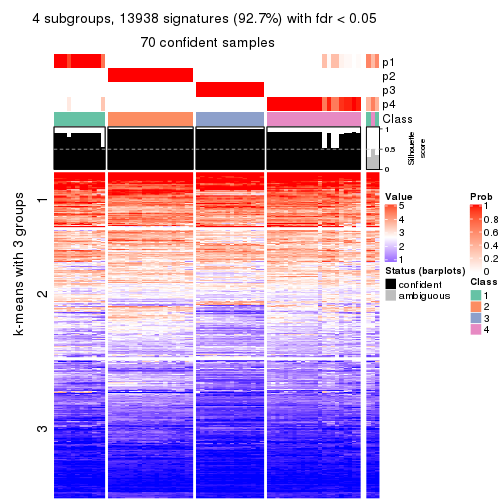 4 subgroups, 13938 signatures (92.7%) with fdr < 0.05
70 confident samples
p1
p2
p3
p4
Class
1
0.5
0
Silhouette
score
k-means with 3 groups
1
2
3
Value
5
4
3
2
1
Status (barplots)
confident
ambiguous
Prob
1
0.8
0.6
0.4
0.2
0
Class
1
2
3
4